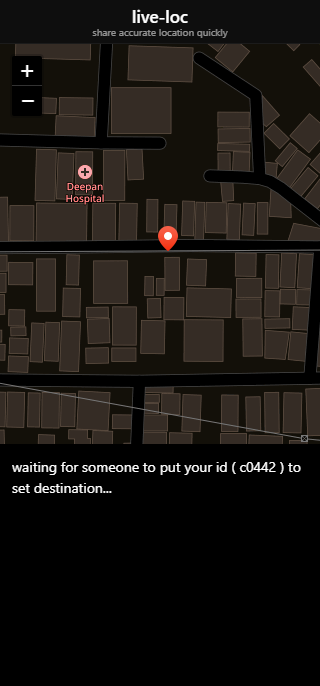 live-loc
share accurate location quickly
+
−
Deepan
Hospital
waiting for someone to put your id ( c0442 ) to
set destination...